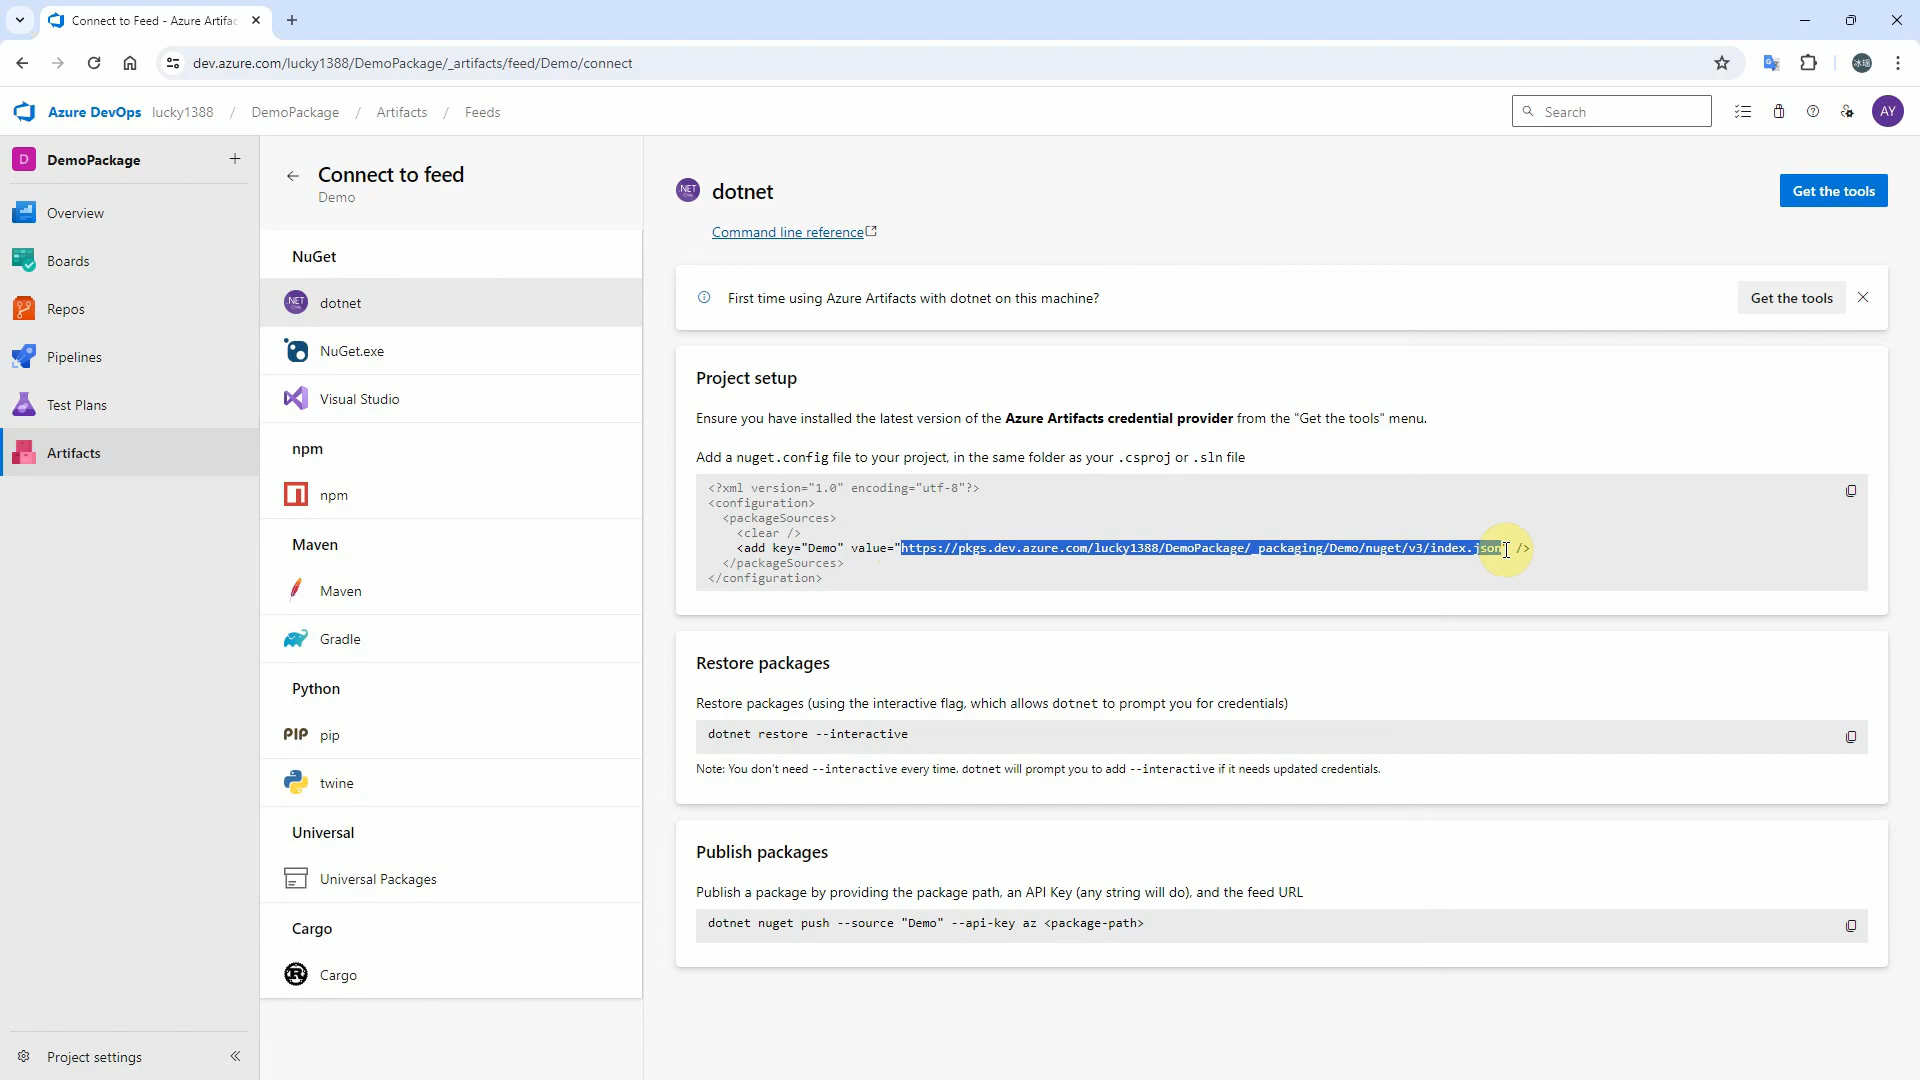 Connect to Feed - Azure Artifac
dev.azure.com/lucky1388/DemoPackage/_artifacts/feed/Demo/connect
冰瑶
Azure DevOps lucky1388 / DemoPackage / Artifacts / Feeds
Search
AY
D DemoPackage
Overview
Boards
Repos
Pipelines
Test Plans
Artifacts
Project settings
Connect to feed
Demo
NuGet
NET dotnet
NuGet.exe
Visual Studio
npm
npm
Maven
Maven
Gradle
Python
PIP pip
twine
Universal
Universal Packages
Cargo
Cargo
NET dotnet
Get the tools
Command line reference
First time using Azure Artifacts with dotnet on this machine?
Get the tools
Project setup
Ensure you have installed the latest version of the Azure Artifacts credential provider from the "Get the tools" menu.
Add a nuget.config file to your project, in the same folder as your .csproj or .sln file
<?xml version="1.0" encoding="utf-8"?>
<configuration>
<packageSources>
<clear />
<add key="Demo" value="https://pkgs.dev.azure.com/lucky1388/DemoPackage/_packaging/Demo/nuget/v3/index.json" />
</packageSources>
</configuration>
Restore packages
Restore packages (using the interactive flag, which allows dotnet to prompt you for credentials)
dotnet restore --interactive
Note: You don't need --interactive every time. dotnet will prompt you to add --interactive if it needs updated credentials.
Publish packages
Publish a package by providing the package path, an API Key (any string will do), and the feed URL
dotnet nuget push --source "Demo" --api-key az <package-path>